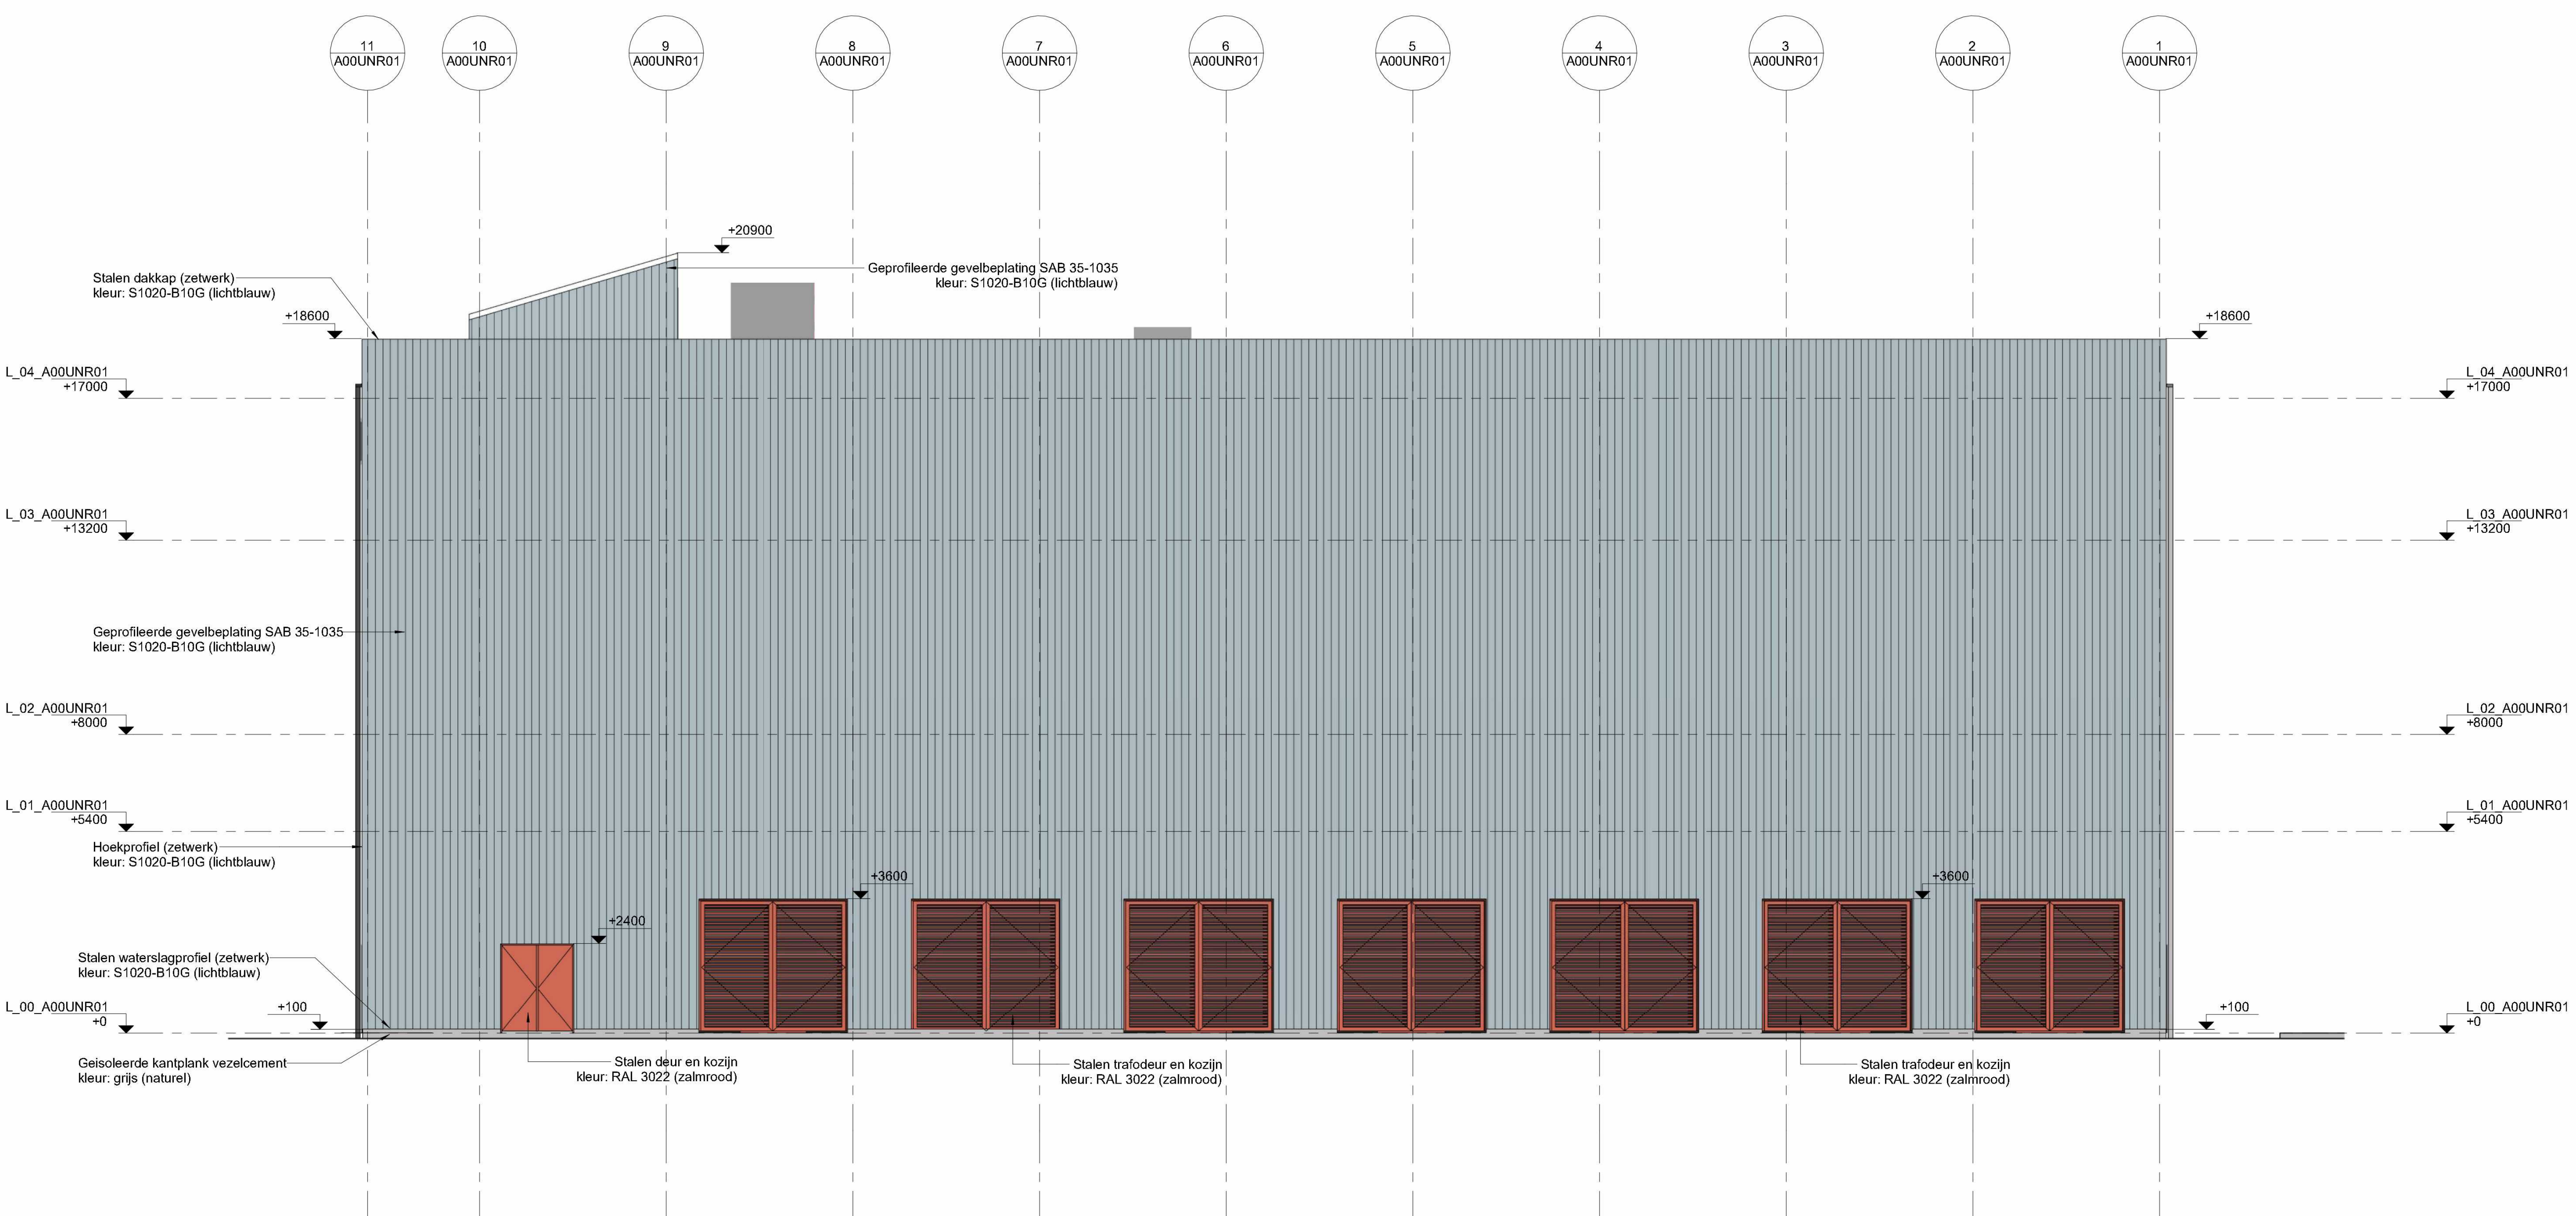 11
A00UNR01
10
A00UNR01
9
A00UNR01
8
A00UNR01
7
A00UNR01
6
A00UNR01
5
A00UNR01
4
A00UNR01
3
A00UNR01
2
A00UNR01
1
A00UNR01
+20900
Stalen dakkap (zetwerk)
kleur: S1020-B10G (lichtblauw)
Geprofileerde gevelbeplating SAB 35-1035
kleur: S1020-B10G (lichtblauw)
+18600
+18600
L_04_A00UNR01
+17000
L_04_A00UNR01
+17000
L_03_A00UNR01
+13200
L_03_A00UNR01
+13200
Geprofileerde gevelbeplating SAB 35-1035
kleur: S1020-B10G (lichtblauw)
L_02_A00UNR01
+8000
L_02_A00UNR01
+8000
L_01_A00UNR01
+5400
L_01_A00UNR01
+5400
Hoekprofiel (zetwerk)
kleur: S1020-B10G (lichtblauw)
+3600
+3600
+2400
Stalen waterslagprofiel (zetwerk)
kleur: S1020-B10G (lichtblauw)
L_00_A00UNR01
+0
+100
+100
L_00_A00UNR01
+0
Geisoleerde kantplank vezelcement
kleur: grijs (naturel)
Stalen deur en kozijn
kleur: RAL 3022 (zalmrood)
Stalen trafodeur en kozijn
kleur: RAL 3022 (zalmrood)
Stalen trafodeur en kozijn
kleur: RAL 3022 (zalmrood)